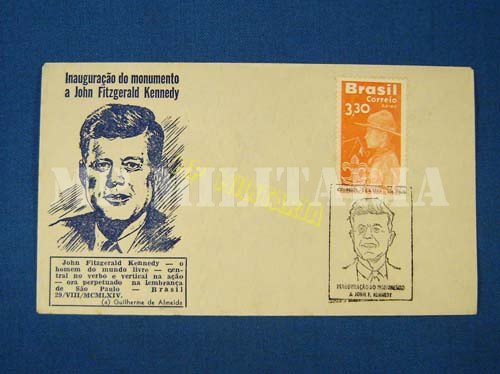 Inauguração do monumento
a John Fitzgerald Kennedy
Brasil
Correio
Aéreo
3,30
MILITARIA
John Fitzgerald Kennedy — o
homem do mundo livre — cen-
tral no verbo e vertical na ação
— ora perpetuado na lembrança
de São Paulo — Brasil
29/VIII/MCMLXIV.
(a) Guilherme de Almeida
INAUGURAÇÃO DO MONUMENTO
A JOHN F. KENNEDY